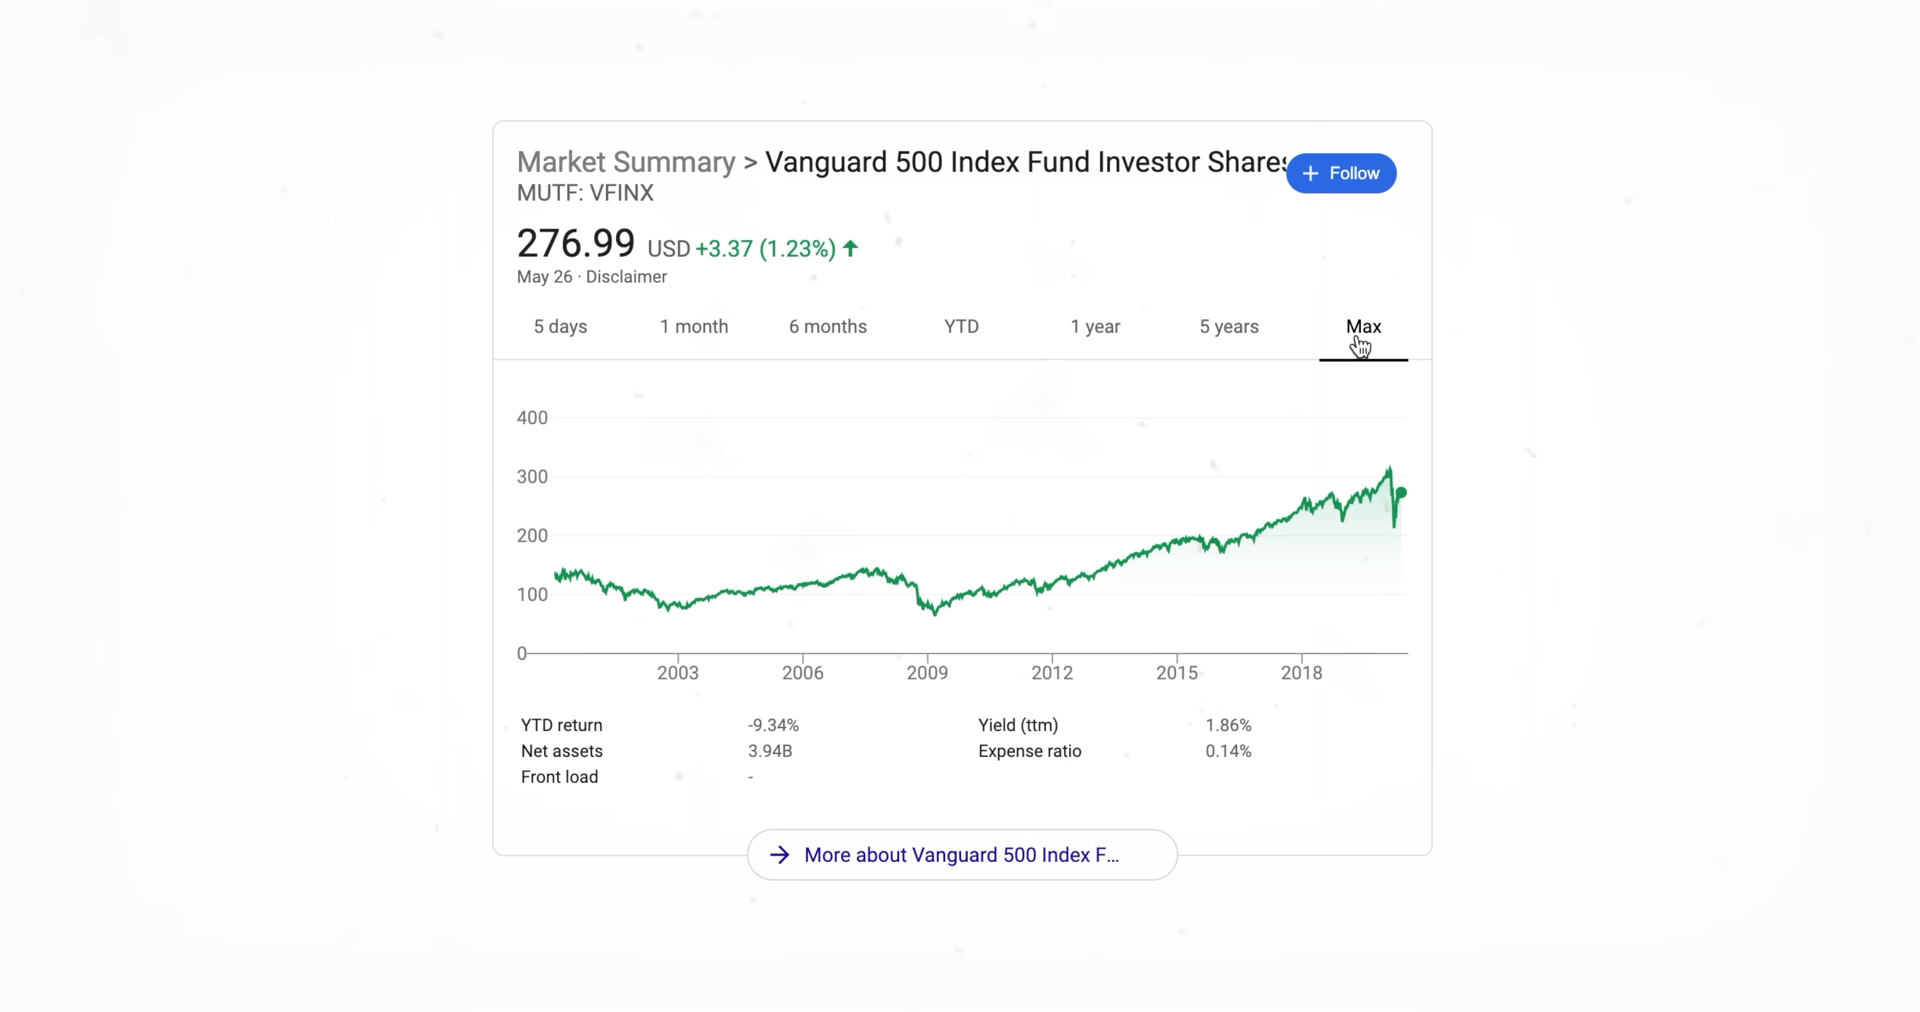 Market Summary > Vanguard 500 Index Fund Investor Shares
+ Follow
MUTF: VFINX
276.99 USD +3.37 (1.23%)
May 26 · Disclaimer
5 days 1 month 6 months YTD 1 year 5 years Max
400
300
200
100
0
2003 2006 2009 2012 2015 2018
YTD return -9.34% Yield (ttm) 1.86%
Net assets 3.94B Expense ratio 0.14%
Front load -
More about Vanguard 500 Index F...